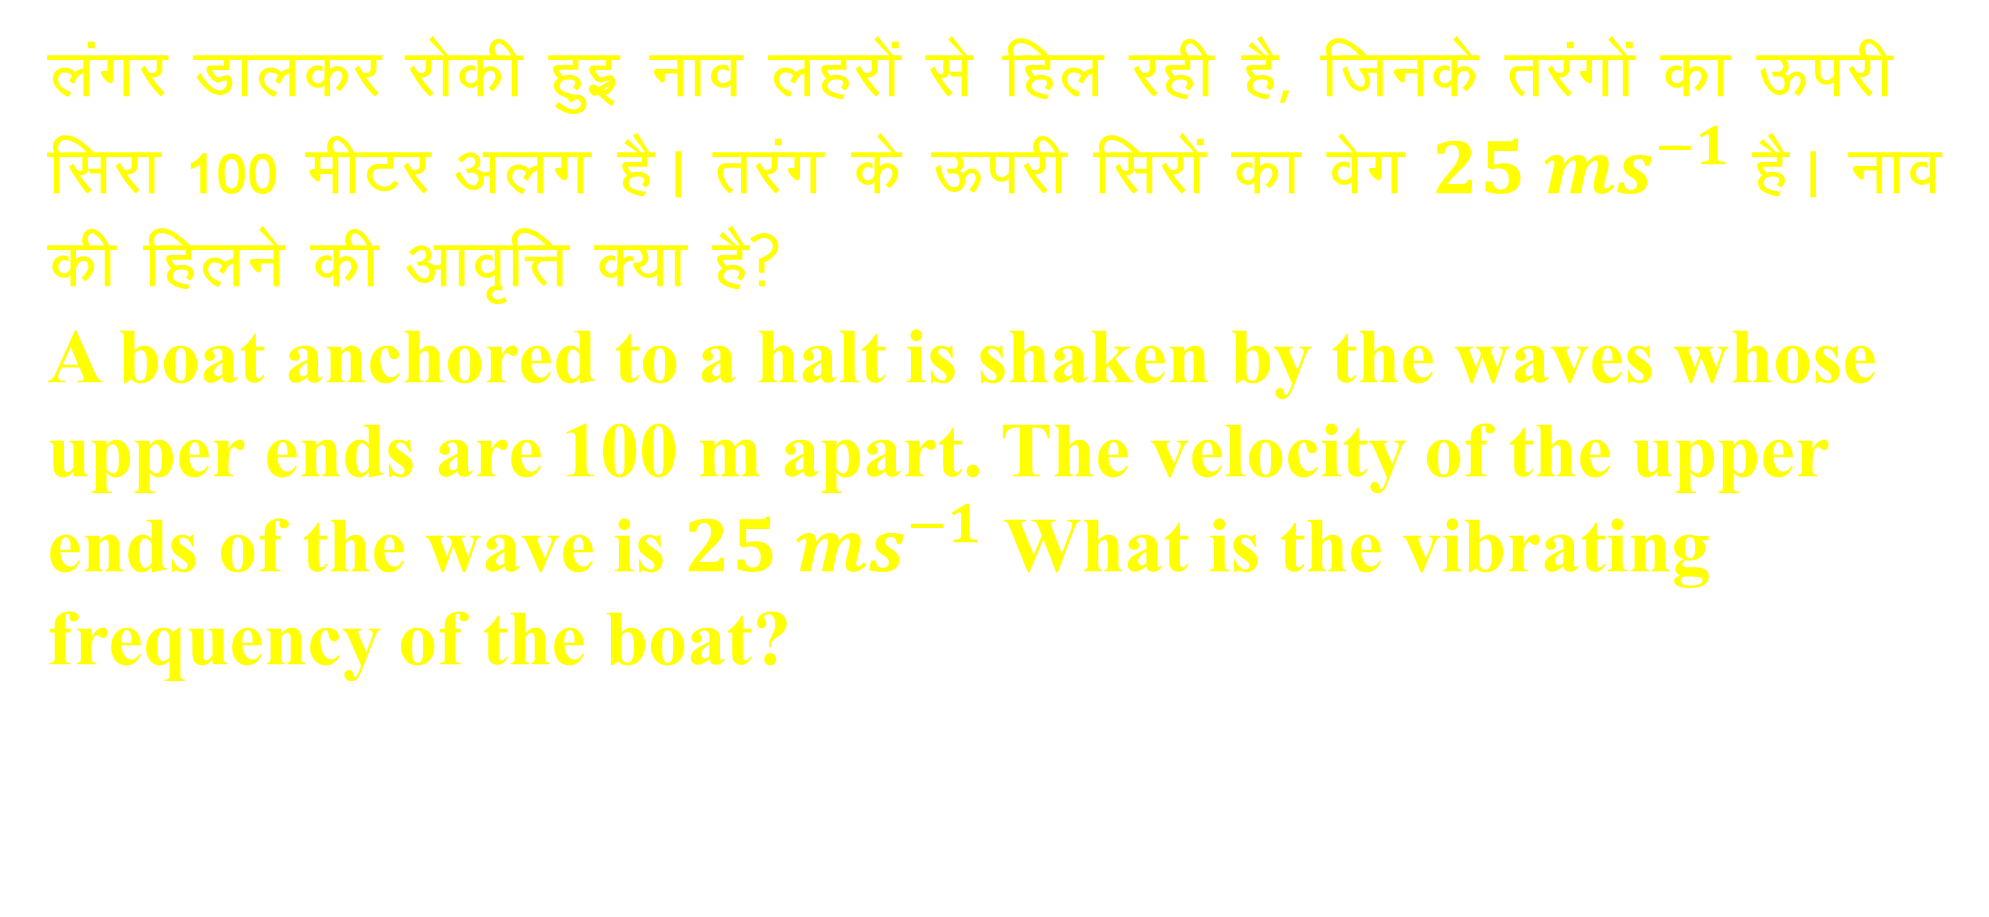 लंगर डालकर रोकी हुइ नाव लहरों से हिल रही है, जिनके तरंगों का ऊपरी
सिरा 100 मीटर अलग है। तरंग के ऊपरी सिरों का वेग 25 ms⁻¹ है। नाव
की हिलने की आवृत्ति क्या है?
A boat anchored to a halt is shaken by the waves whose
upper ends are 100 m apart. The velocity of the upper
ends of the wave is 25 ms⁻¹ What is the vibrating
frequency of the boat?